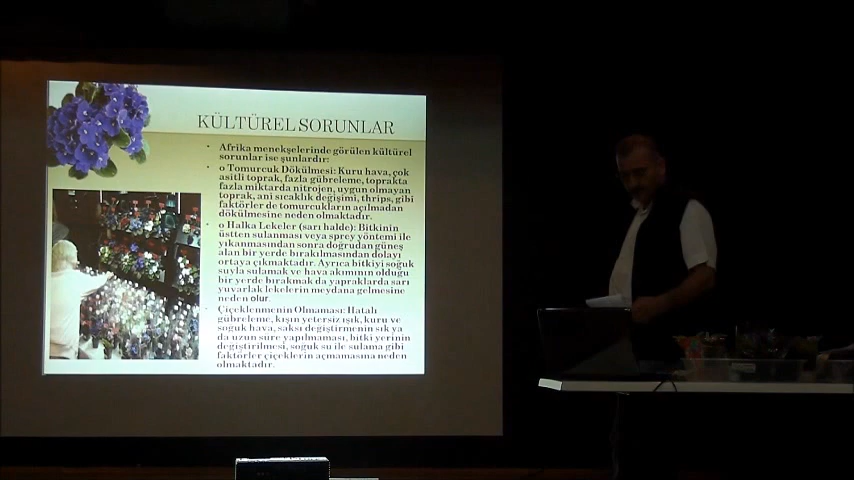 KÜLTÜREL SORUNLAR
• Afrika menekşelerinde görülen kültürel
sorunlar ise şunlardır:
• o Tomurcuk Dökülmesi: Kuru hava, çok
asitli toprak, fazla gübreleme, toprakta
fazla miktarda nitrojen, uygun olmayan
toprak, ani sıcaklık değişimi, thrips, gibi
faktörler de tomurcukların açılmadan
dökülmesine neden olmaktadır.
• o Halka Lekeler (sarı halde): Bitkinin
üstten sulanması veya sprey yöntemi ile
yıkanmasından sonra doğrudan güneş
alan bir yerde bırakılmasından dolayı
ortaya çıkmaktadır. Ayrıca bitkiyi soğuk
suyla sulamak ve hava akımının olduğu
bir yerde bırakmak da yapraklarda sarı
yuvarlak lekelerin meydana gelmesine
neden olur.
• Çiçeklenmenin Olmaması: Hatalı
gübreleme, kışın yetersiz ışık, kuru ve
soğuk hava, saksı değiştirmenin sık ya
da uzun süre yapılmaması, bitki yerinin
değiştirilmesi, soğuk su ile sulama gibi
faktörler çiçeklerin açmamasına neden
olmaktadır.